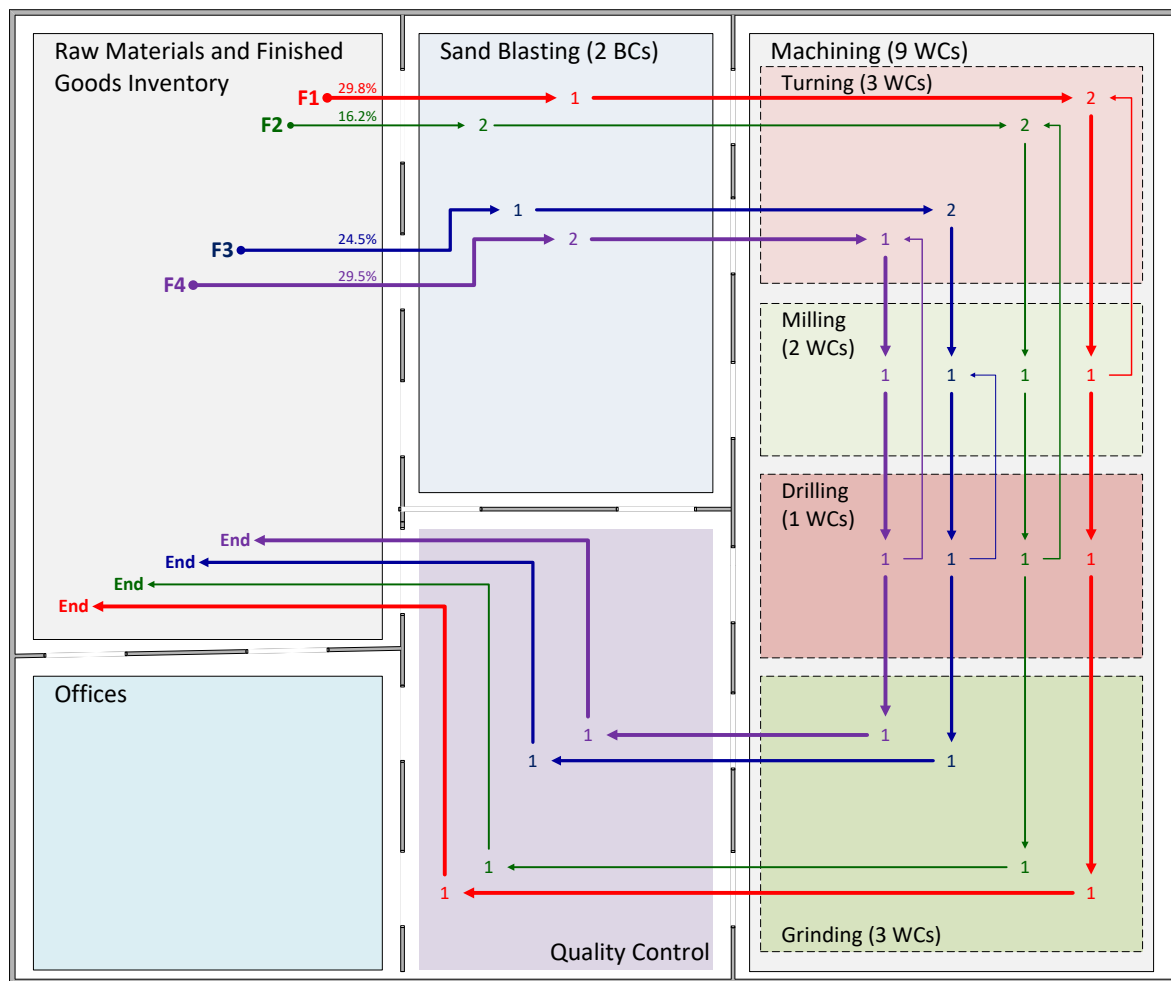 Raw Materials and Finished
Goods Inventory
Sand Blasting (2 BCs)
Machining (9 WCs)
Turning (3 WCs)
F1
29.8%
1
2
F2
16.2%
2
2
1
2
F3
24.5%
2
1
F4
29.5%
Milling
(2 WCs)
1
1
1
1
Drilling
(1 WCs)
1
1
1
1
End
End
End
End
Offices
1
1
1
1
1
1
1
1
Grinding (3 WCs)
Quality Control